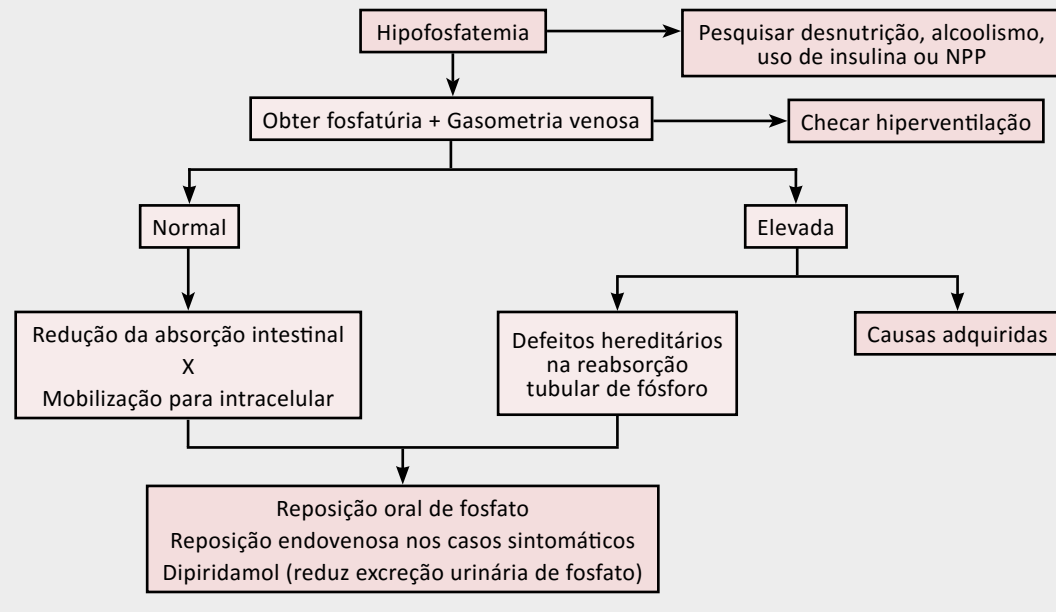 Hipofosfatemia
Pesquisar desnutrição, alcoolismo,
uso de insulina ou NPP
Obter fosfatúria + Gasometria venosa
Checar hiperventilação
Normal
Elevada
Redução da absorção intestinal
X
Mobilização para intracelular
Defeitos hereditários
na reabsorção
tubular de fósforo
Causas adquiridas
Reposição oral de fosfato
Reposição endovenosa nos casos sintomáticos
Dipiridamol (reduz excreção urinária de fosfato)